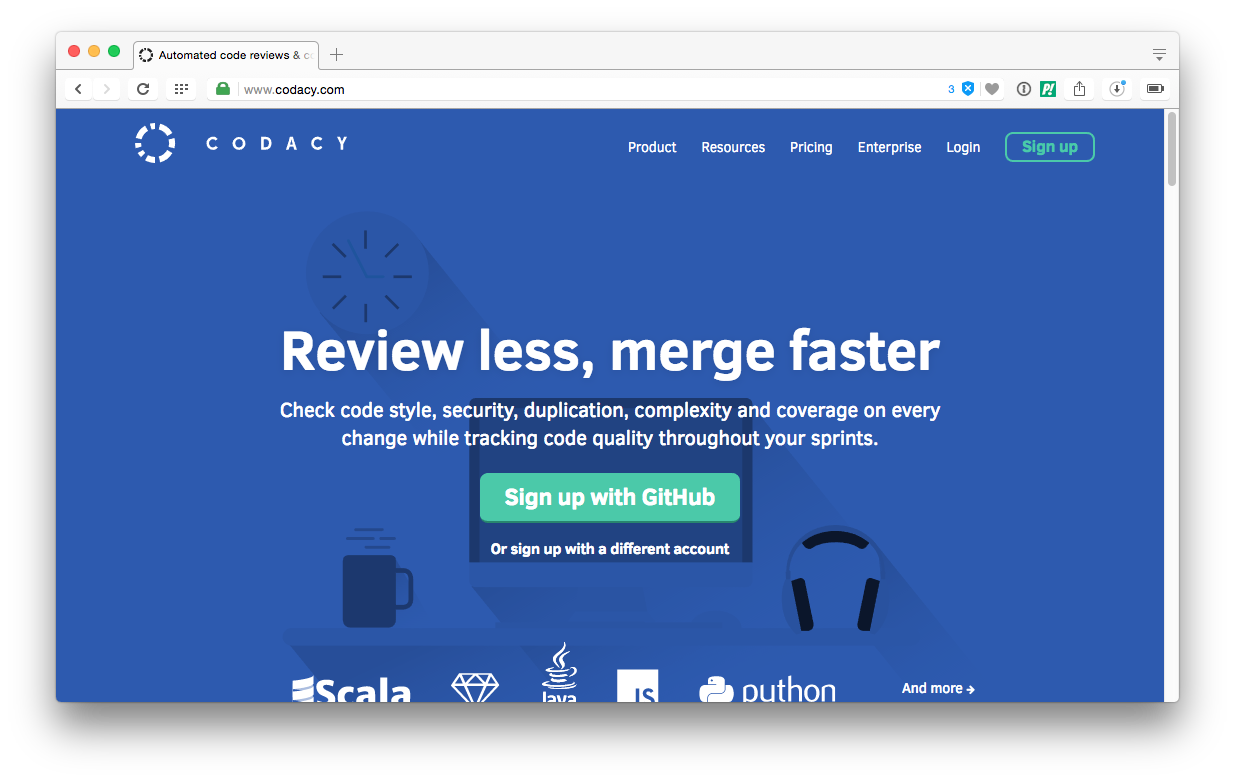 Automated code reviews & co
www.codacy.com
3
p!
CODACY
Product Resources Pricing Enterprise Login Sign up
Review less, merge faster
Check code style, security, duplication, complexity and coverage on every
change while tracking code quality throughout your sprints.
Sign up with GitHub
Or sign up with a different account
Scala Java JS python And more →